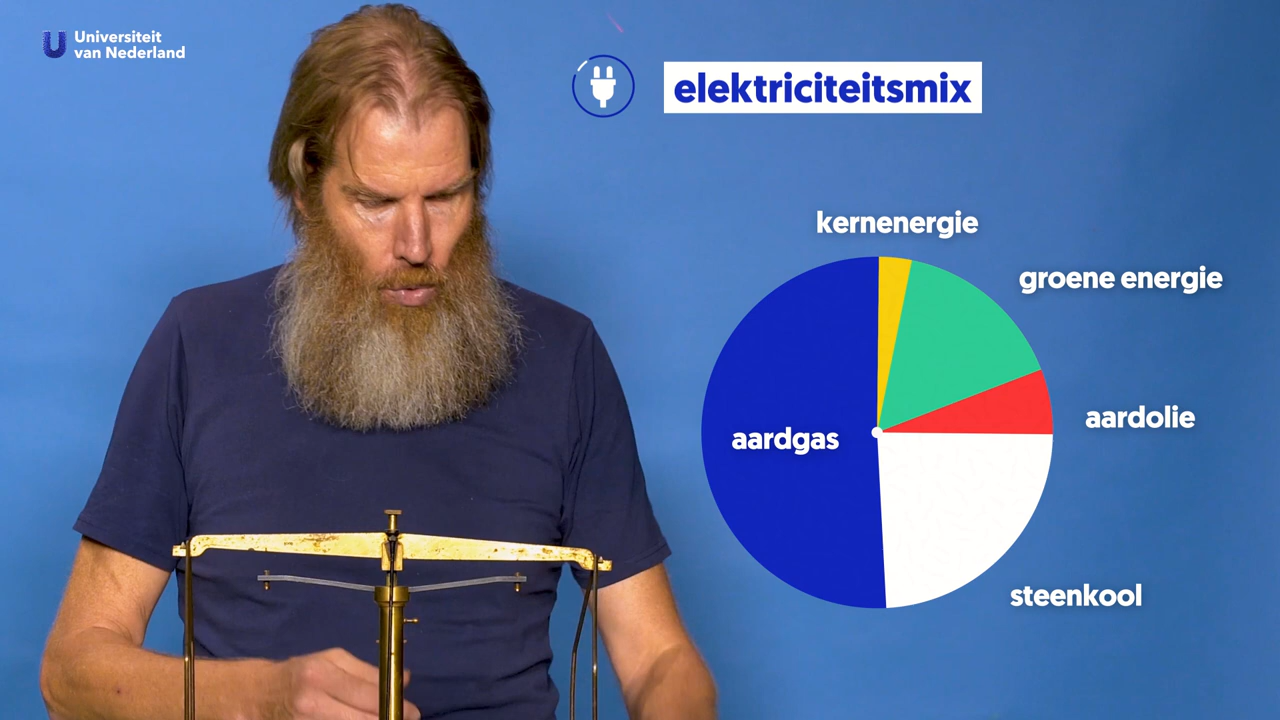 Universiteit
van Nederland
elektriciteitsmix
kernenergie
groene energie
aardolie
aardgas
steenkool